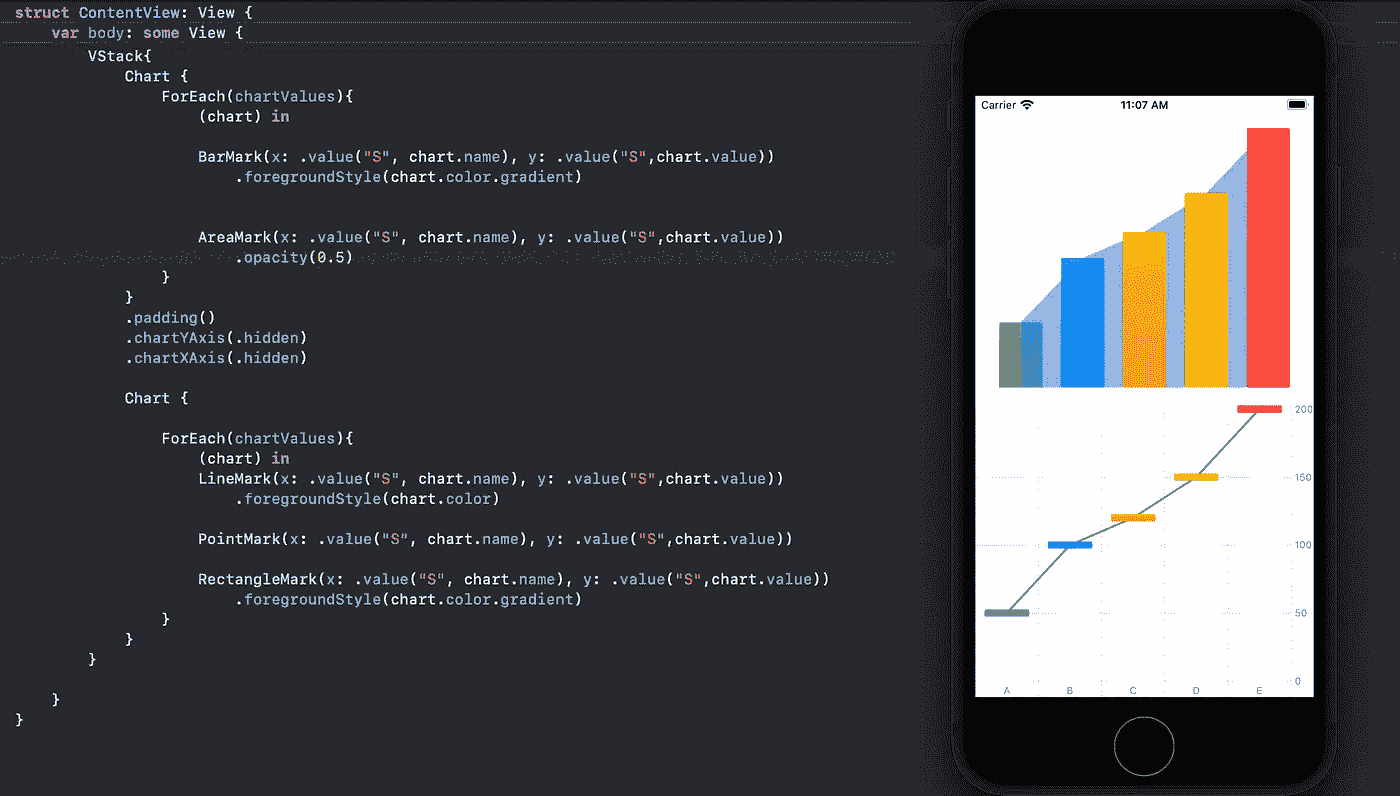 struct ContentView: View {
var body: some View {
VStack{
Chart {
ForEach(chartValues){
(chart) in
BarMark(x: .value("S", chart.name), y: .value("S",chart.value))
.foregroundStyle(chart.color.gradient)
AreaMark(x: .value("S", chart.name), y: .value("S",chart.value))
.opacity(0.5)
}
}
.padding()
.chartYAxis(.hidden)
.chartXAxis(.hidden)
Chart {
ForEach(chartValues){
(chart) in
LineMark(x: .value("S", chart.name), y: .value("S",chart.value))
.foregroundStyle(chart.color)
PointMark(x: .value("S", chart.name), y: .value("S",chart.value))
RectangleMark(x: .value("S", chart.name), y: .value("S",chart.value))
.foregroundStyle(chart.color.gradient)
}
}
}
}
}
Carrier 11:07 AM
200
150
100
50
0
A B C D E